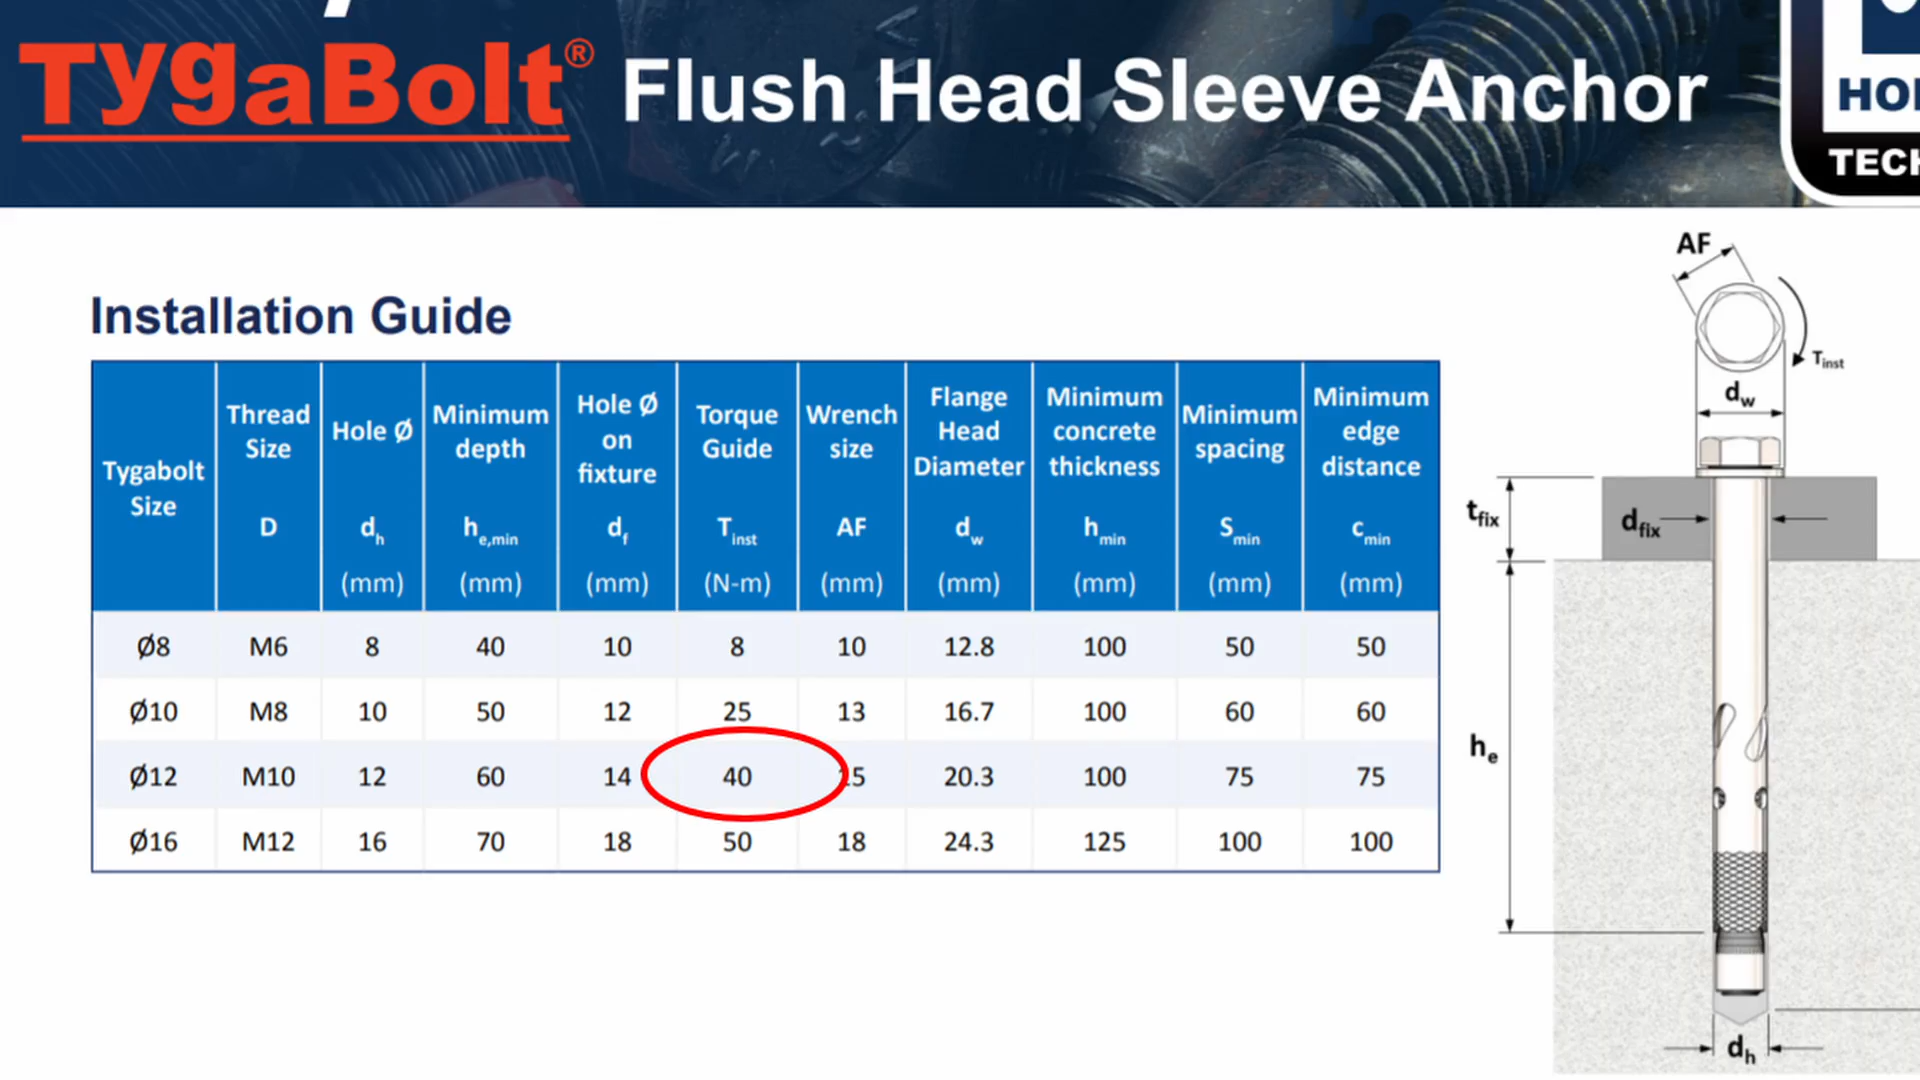 TygaBolt® Flush Head Sleeve Anchor
TECH
Installation Guide
Tygabolt Size Thread Size D Hole Ø dh (mm) Minimum depth he,min (mm) Hole Ø on fixture df (mm) Torque Guide Tinst (N-m) Wrench size AF (mm) Flange Head Diameter dw (mm) Minimum concrete thickness hmin (mm) Minimum spacing Smin (mm) Minimum edge distance cmin (mm)
Ø8 M6 8 40 10 8 10 12.8 100 50 50
Ø10 M8 10 50 12 25 13 16.7 100 60 60
Ø12 M10 12 60 14 40 15 20.3 100 75 75
Ø16 M12 16 70 18 50 18 24.3 125 100 100
AF
Tinst
dw
tfix
dfix
he
dh